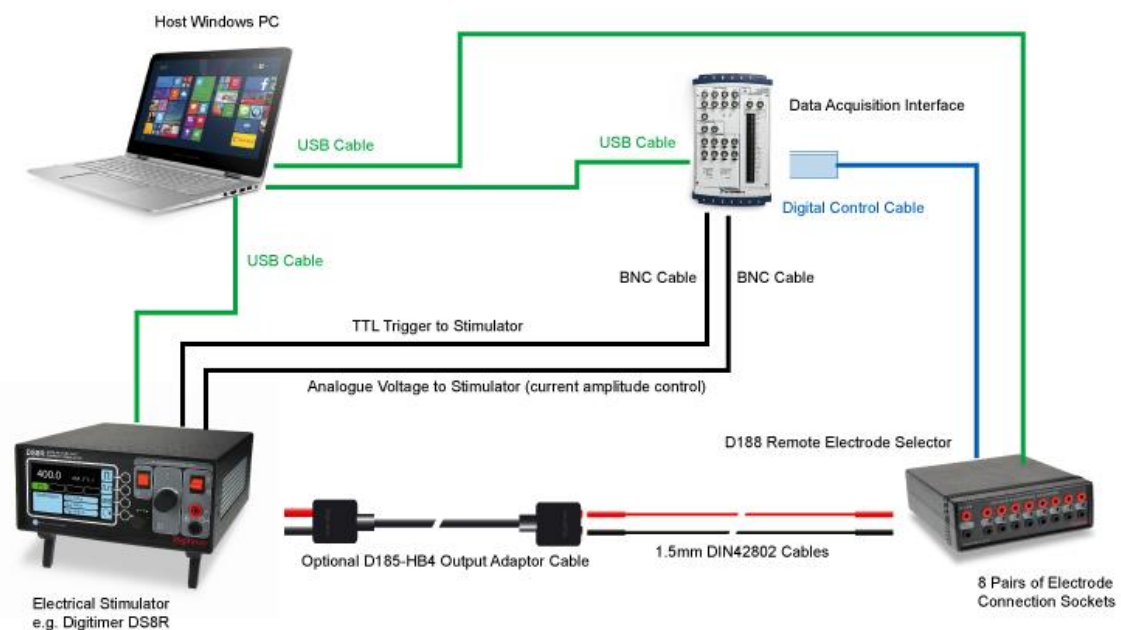 Host Windows PC
Data Acquisition Interface
USB Cable
USB Cable
Digital Control Cable
USB Cable
BNC Cable
BNC Cable
TTL Trigger to Stimulator
Analogue Voltage to Stimulator (current amplitude control)
D188 Remote Electrode Selector
DS8R
400.0
Optional D185-HB4 Output Adaptor Cable
1.5mm DIN42802 Cables
Electrical Stimulator
e.g. Digitimer DS8R
8 Pairs of Electrode
Connection Sockets